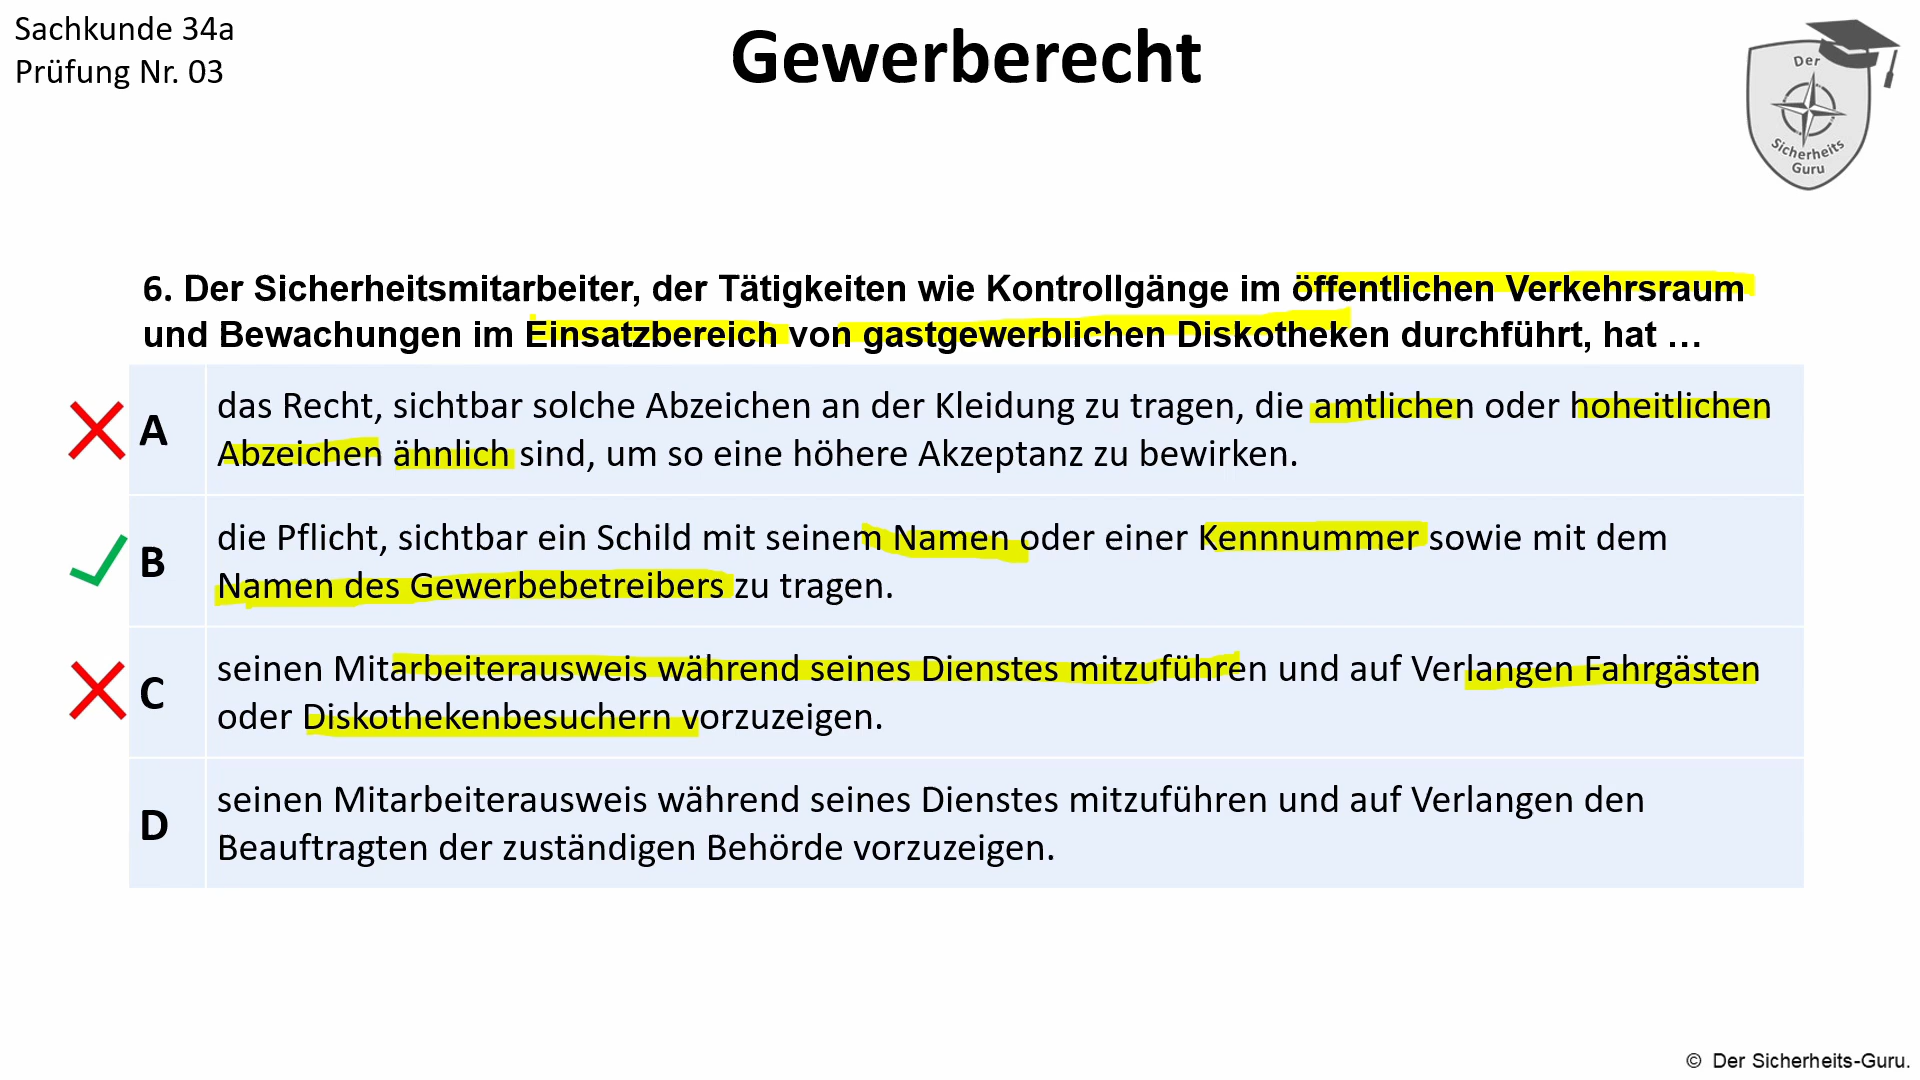 Sachkunde 34a
Prüfung Nr. 03
Gewerberecht
Der
Sicherheits
Guru
6. Der Sicherheitsmitarbeiter, der Tätigkeiten wie Kontrollgänge im öffentlichen Verkehrsraum
und Bewachungen im Einsatzbereich von gastgewerblichen Diskotheken durchführt, hat …
A
das Recht, sichtbar solche Abzeichen an der Kleidung zu tragen, die amtlichen oder hoheitlichen
Abzeichen ähnlich sind, um so eine höhere Akzeptanz zu bewirken.
B
die Pflicht, sichtbar ein Schild mit seinem Namen oder einer Kennnummer sowie mit dem
Namen des Gewerbebetreibers zu tragen.
C
seinen Mitarbeiterausweis während seines Dienstes mitzuführen und auf Verlangen Fahrgästen
oder Diskothekenbesuchern vorzuzeigen.
D
seinen Mitarbeiterausweis während seines Dienstes mitzuführen und auf Verlangen den
Beauftragten der zuständigen Behörde vorzuzeigen.
© Der Sicherheits-Guru.